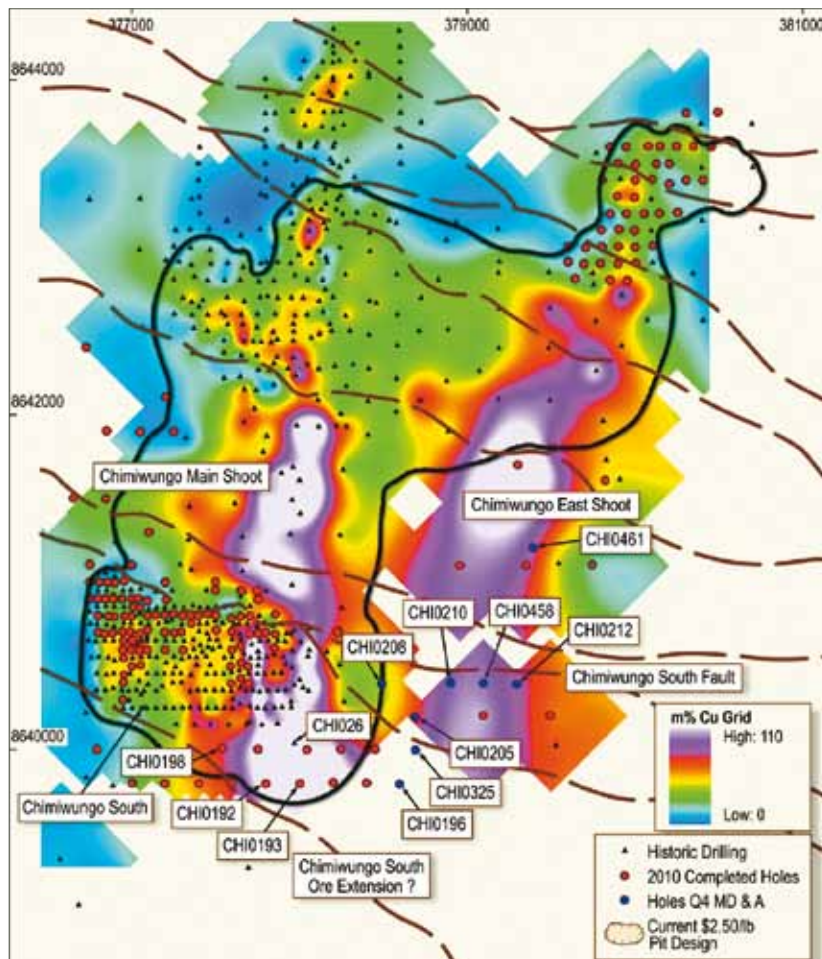 377000
379000
381000
8644000
8642000
Chimiwungo Main Shoot
Chimiwungo East Shoot
CHI0461
CHI0210
CHI0458
CHI0212
CHI0208
Chimiwungo South Fault
8640000
CHI026
CHI0198
CHI0205
Chimiwungo South
CHI0325
CHI0192
CHI0196
CHI0193
Chimiwungo South
Ore Extension ?
m% Cu Grid
High: 110
Low: 0
Historic Drilling
2010 Completed Holes
Holes Q4 MD & A
Current $2.50/lb
Pit Design